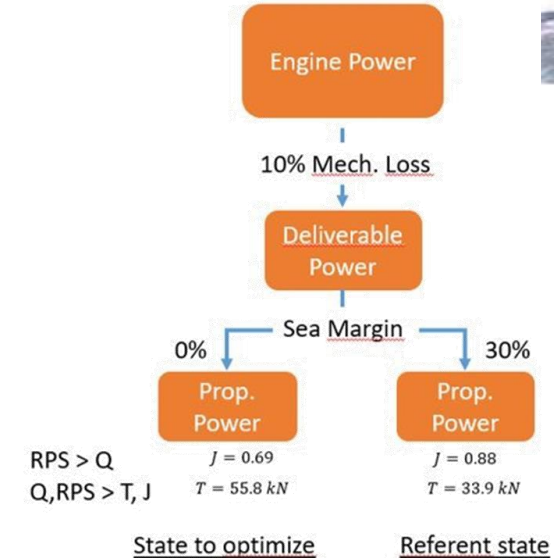 Engine Power
10% Mech. Loss
Deliverable
Power
Sea Margin
0%
30%
Prop.
Power
Prop.
Power
RPS > Q
J = 0.69
J = 0.88
Q,RPS > T, J
T = 55.8 kN
T = 33.9 kN
State to optimize
Referent state